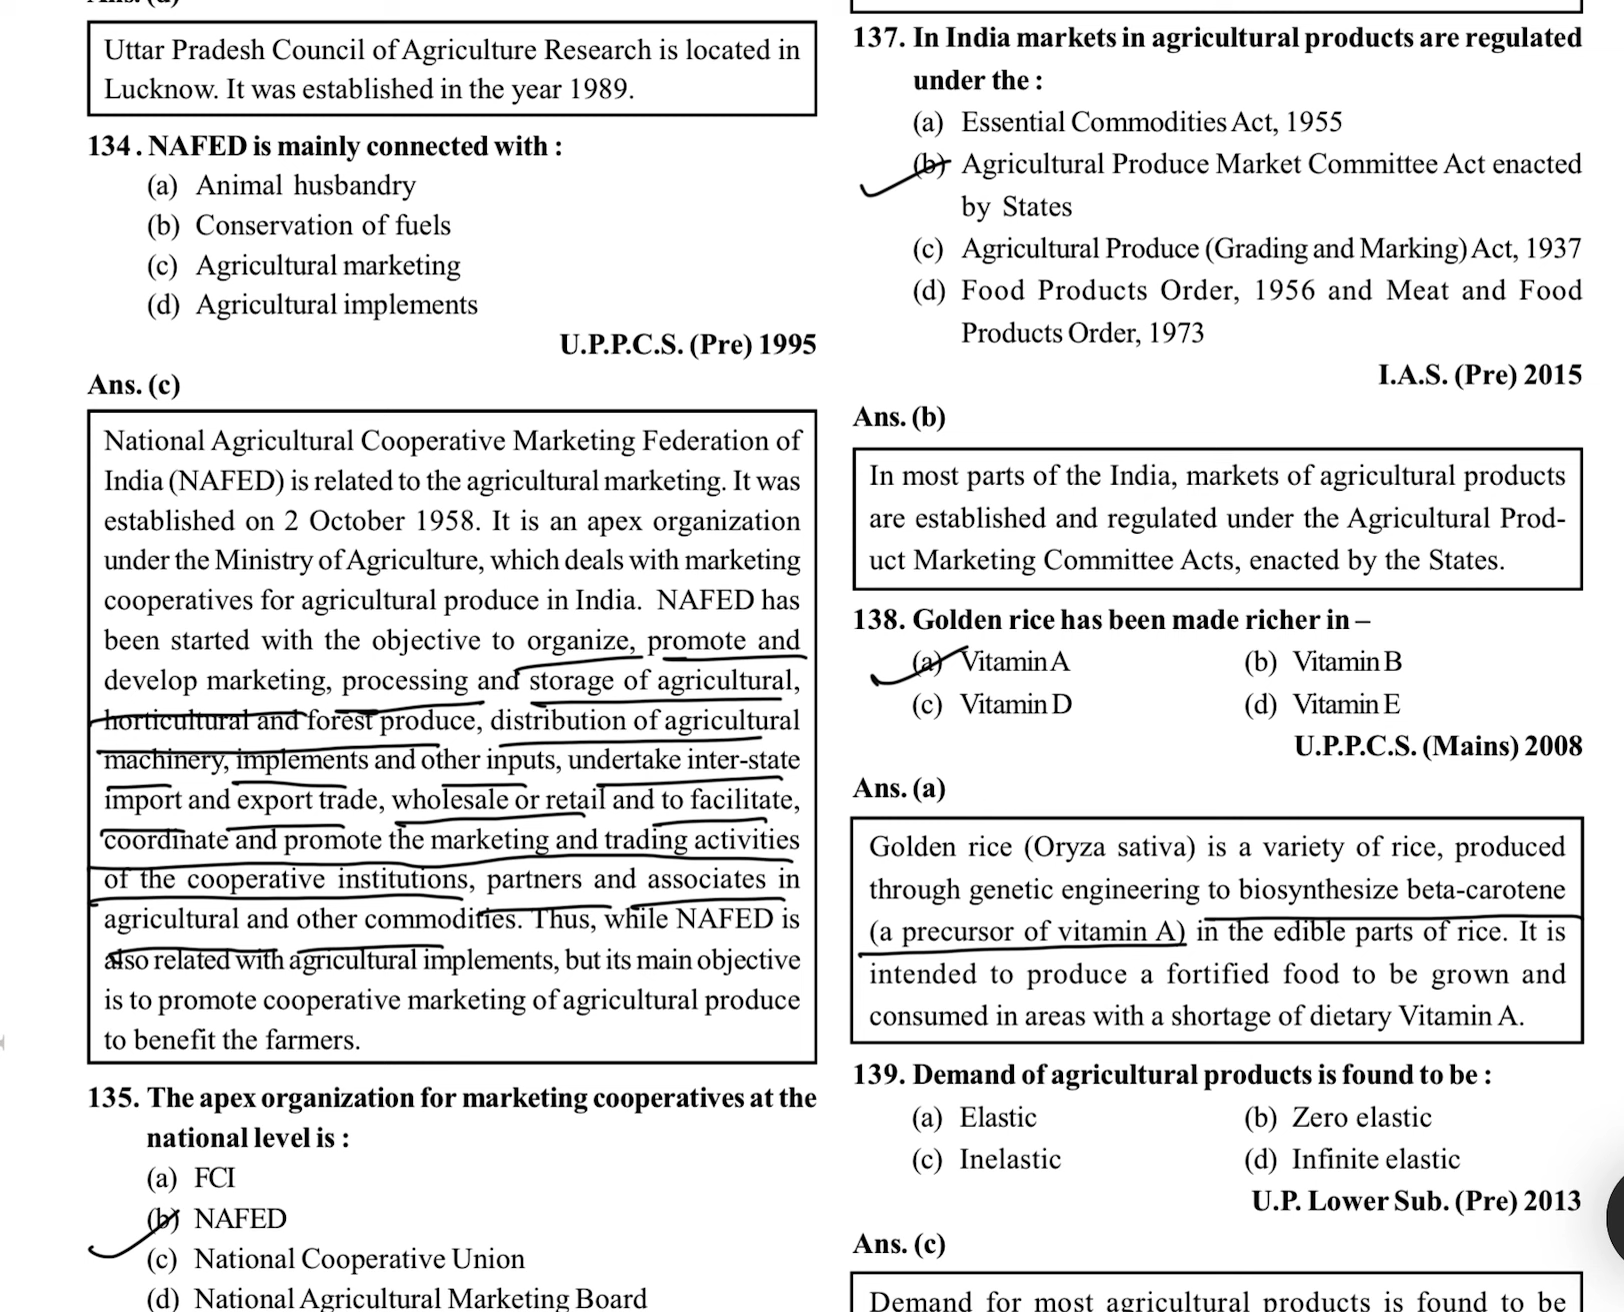 Uttar Pradesh Council of Agriculture Research is located in
Lucknow. It was established in the year 1989.
134. NAFED is mainly connected with :
(a) Animal husbandry
(b) Conservation of fuels
(c) Agricultural marketing
(d) Agricultural implements
U.P.P.C.S. (Pre) 1995
Ans. (c)
National Agricultural Cooperative Marketing Federation of
India (NAFED) is related to the agricultural marketing. It was
established on 2 October 1958. It is an apex organization
under the Ministry of Agriculture, which deals with marketing
cooperatives for agricultural produce in India. NAFED has
been started with the objective to organize, promote and
develop marketing, processing and storage of agricultural,
horticultural and forest produce, distribution of agricultural
machinery, implements and other inputs, undertake inter-state
import and export trade, wholesale or retail and to facilitate,
coordinate and promote the marketing and trading activities
of the cooperative institutions, partners and associates in
agricultural and other commodities. Thus, while NAFED is
also related with agricultural implements, but its main objective
is to promote cooperative marketing of agricultural produce
to benefit the farmers.
135. The apex organization for marketing cooperatives at the
national level is :
(a) FCI
(b) NAFED
(c) National Cooperative Union
(d) National Agricultural Marketing Board
137. In India markets in agricultural products are regulated
under the :
(a) Essential Commodities Act, 1955
(b) Agricultural Produce Market Committee Act enacted
by States
(c) Agricultural Produce (Grading and Marking) Act, 1937
(d) Food Products Order, 1956 and Meat and Food
Products Order, 1973
I.A.S. (Pre) 2015
Ans. (b)
In most parts of the India, markets of agricultural products
are established and regulated under the Agricultural Prod-
uct Marketing Committee Acts, enacted by the States.
138. Golden rice has been made richer in –
(a) Vitamin A (b) Vitamin B
(c) Vitamin D (d) Vitamin E
U.P.P.C.S. (Mains) 2008
Ans. (a)
Golden rice (Oryza sativa) is a variety of rice, produced
through genetic engineering to biosynthesize beta-carotene
(a precursor of vitamin A) in the edible parts of rice. It is
intended to produce a fortified food to be grown and
consumed in areas with a shortage of dietary Vitamin A.
139. Demand of agricultural products is found to be :
(a) Elastic (b) Zero elastic
(c) Inelastic (d) Infinite elastic
U.P. Lower Sub. (Pre) 2013
Ans. (c)
Demand for most agricultural products is found to be